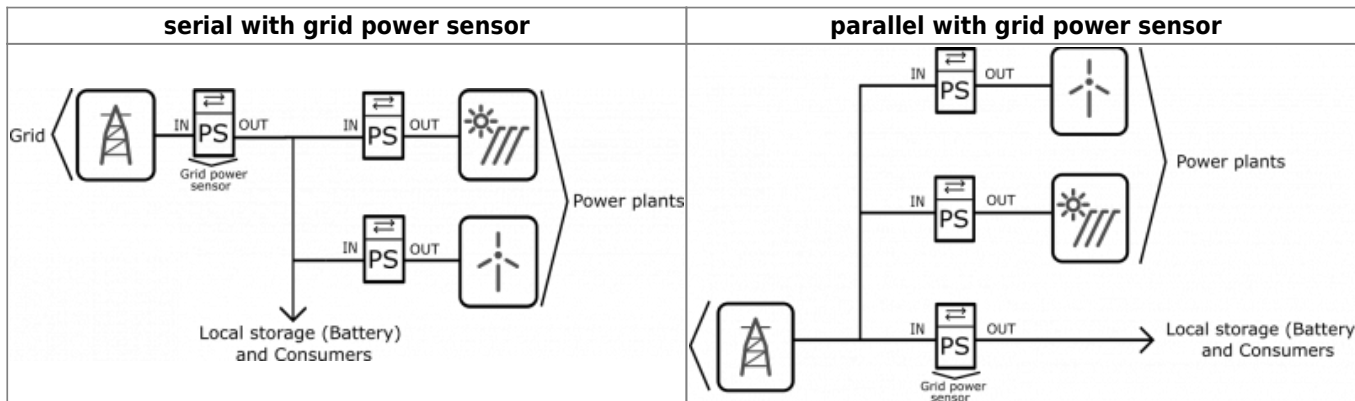 serial with grid power sensor
parallel with grid power sensor
Grid
IN PS OUT
Grid power
sensor
IN PS OUT
IN PS OUT
Power plants
Local storage (Battery)
and Consumers
IN PS OUT
Power plants
IN PS OUT
IN PS OUT
Grid power
sensor
Local storage (Battery)
and Consumers